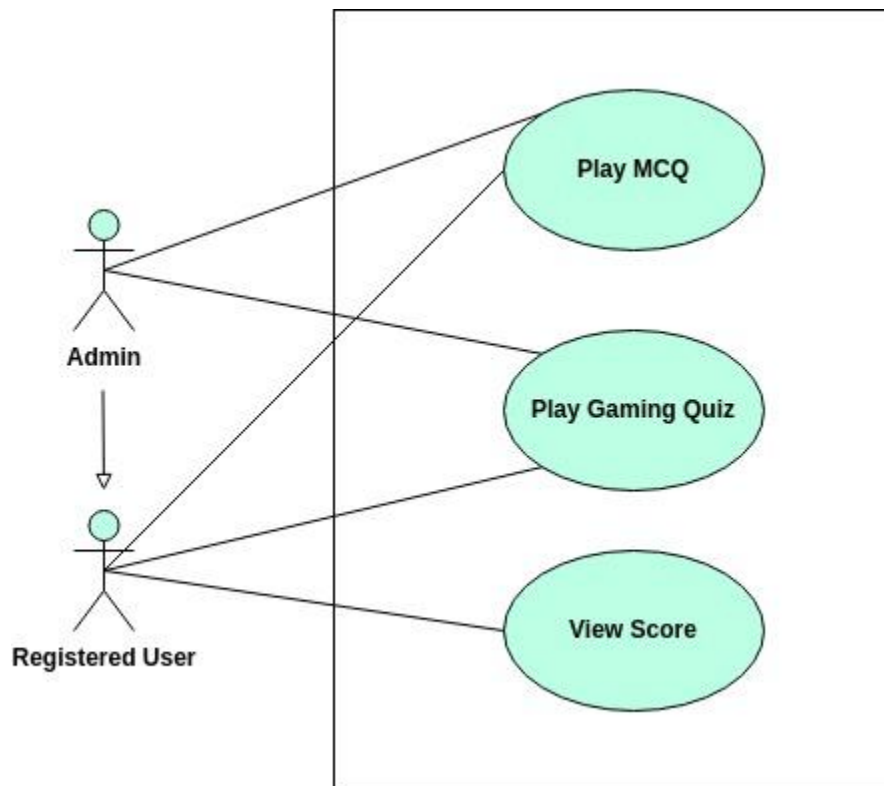 Play MCQ
Admin
Play Gaming Quiz
View Score
Registered User